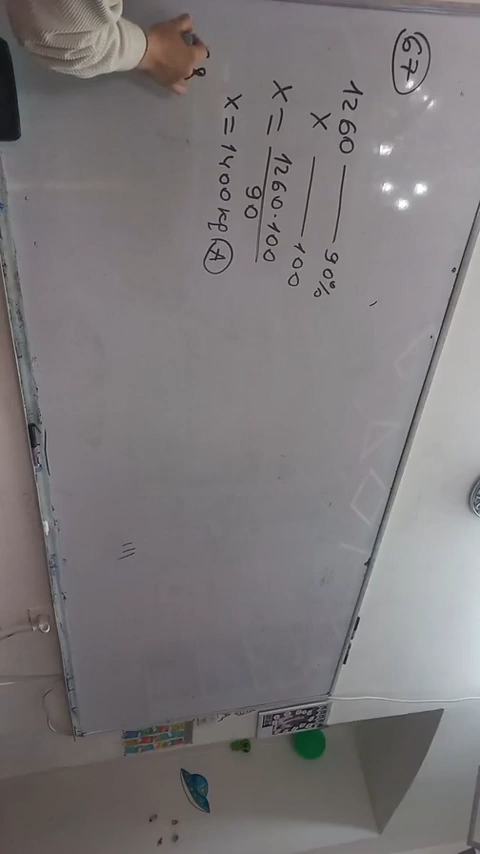 67
1260 — 90%
x — 100
x = 1260·100
90
x = 1400 kg A